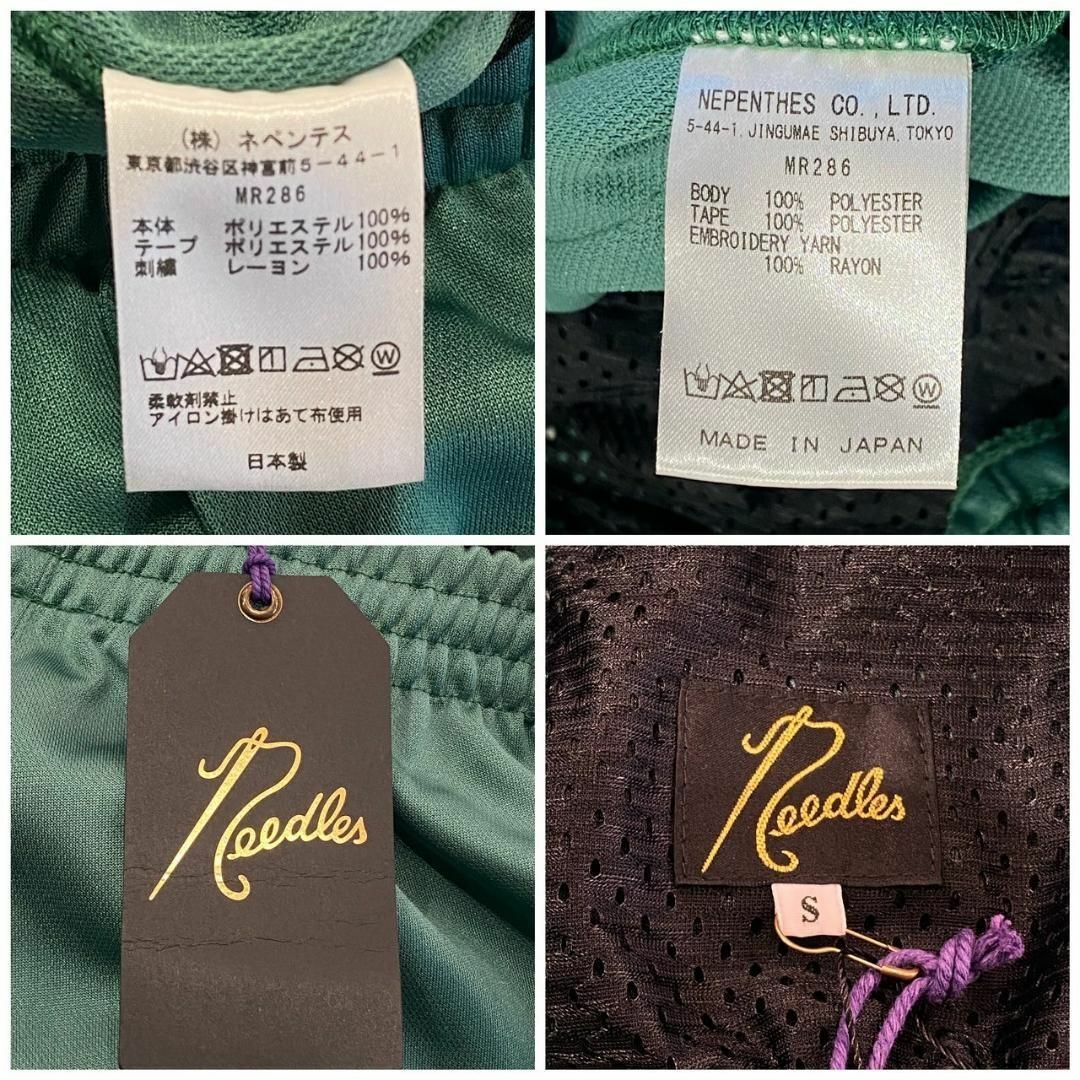 (株) ネペンテス
東京都渋谷区神宮前5-44-1
MR286
本体 ポリエステル100%
テープ ポリエステル100%
刺繍 レーヨン 100%
W
柔軟剤禁止
アイロン掛けはあて布使用
日本製
NEPENTHES CO.,LTD.
5-44-1, JINGUMAE SHIBUYA, TOKYO
MR286
BODY 100% POLYESTER
TAPE 100% POLYESTER
EMBROIDERY YARN
100% RAYON
W
MADE IN JAPAN
Needles
Needles
S